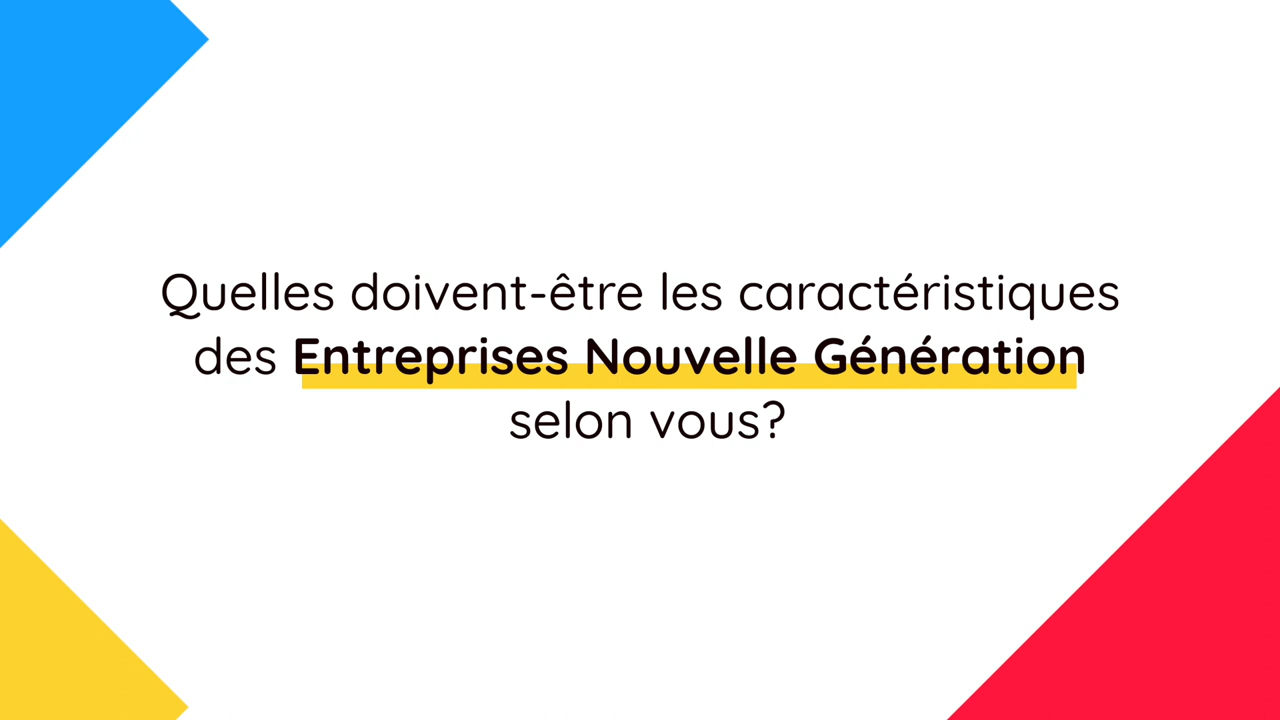 Quelles doivent-être les caractéristiques
des Entreprises Nouvelle Génération
selon vous?